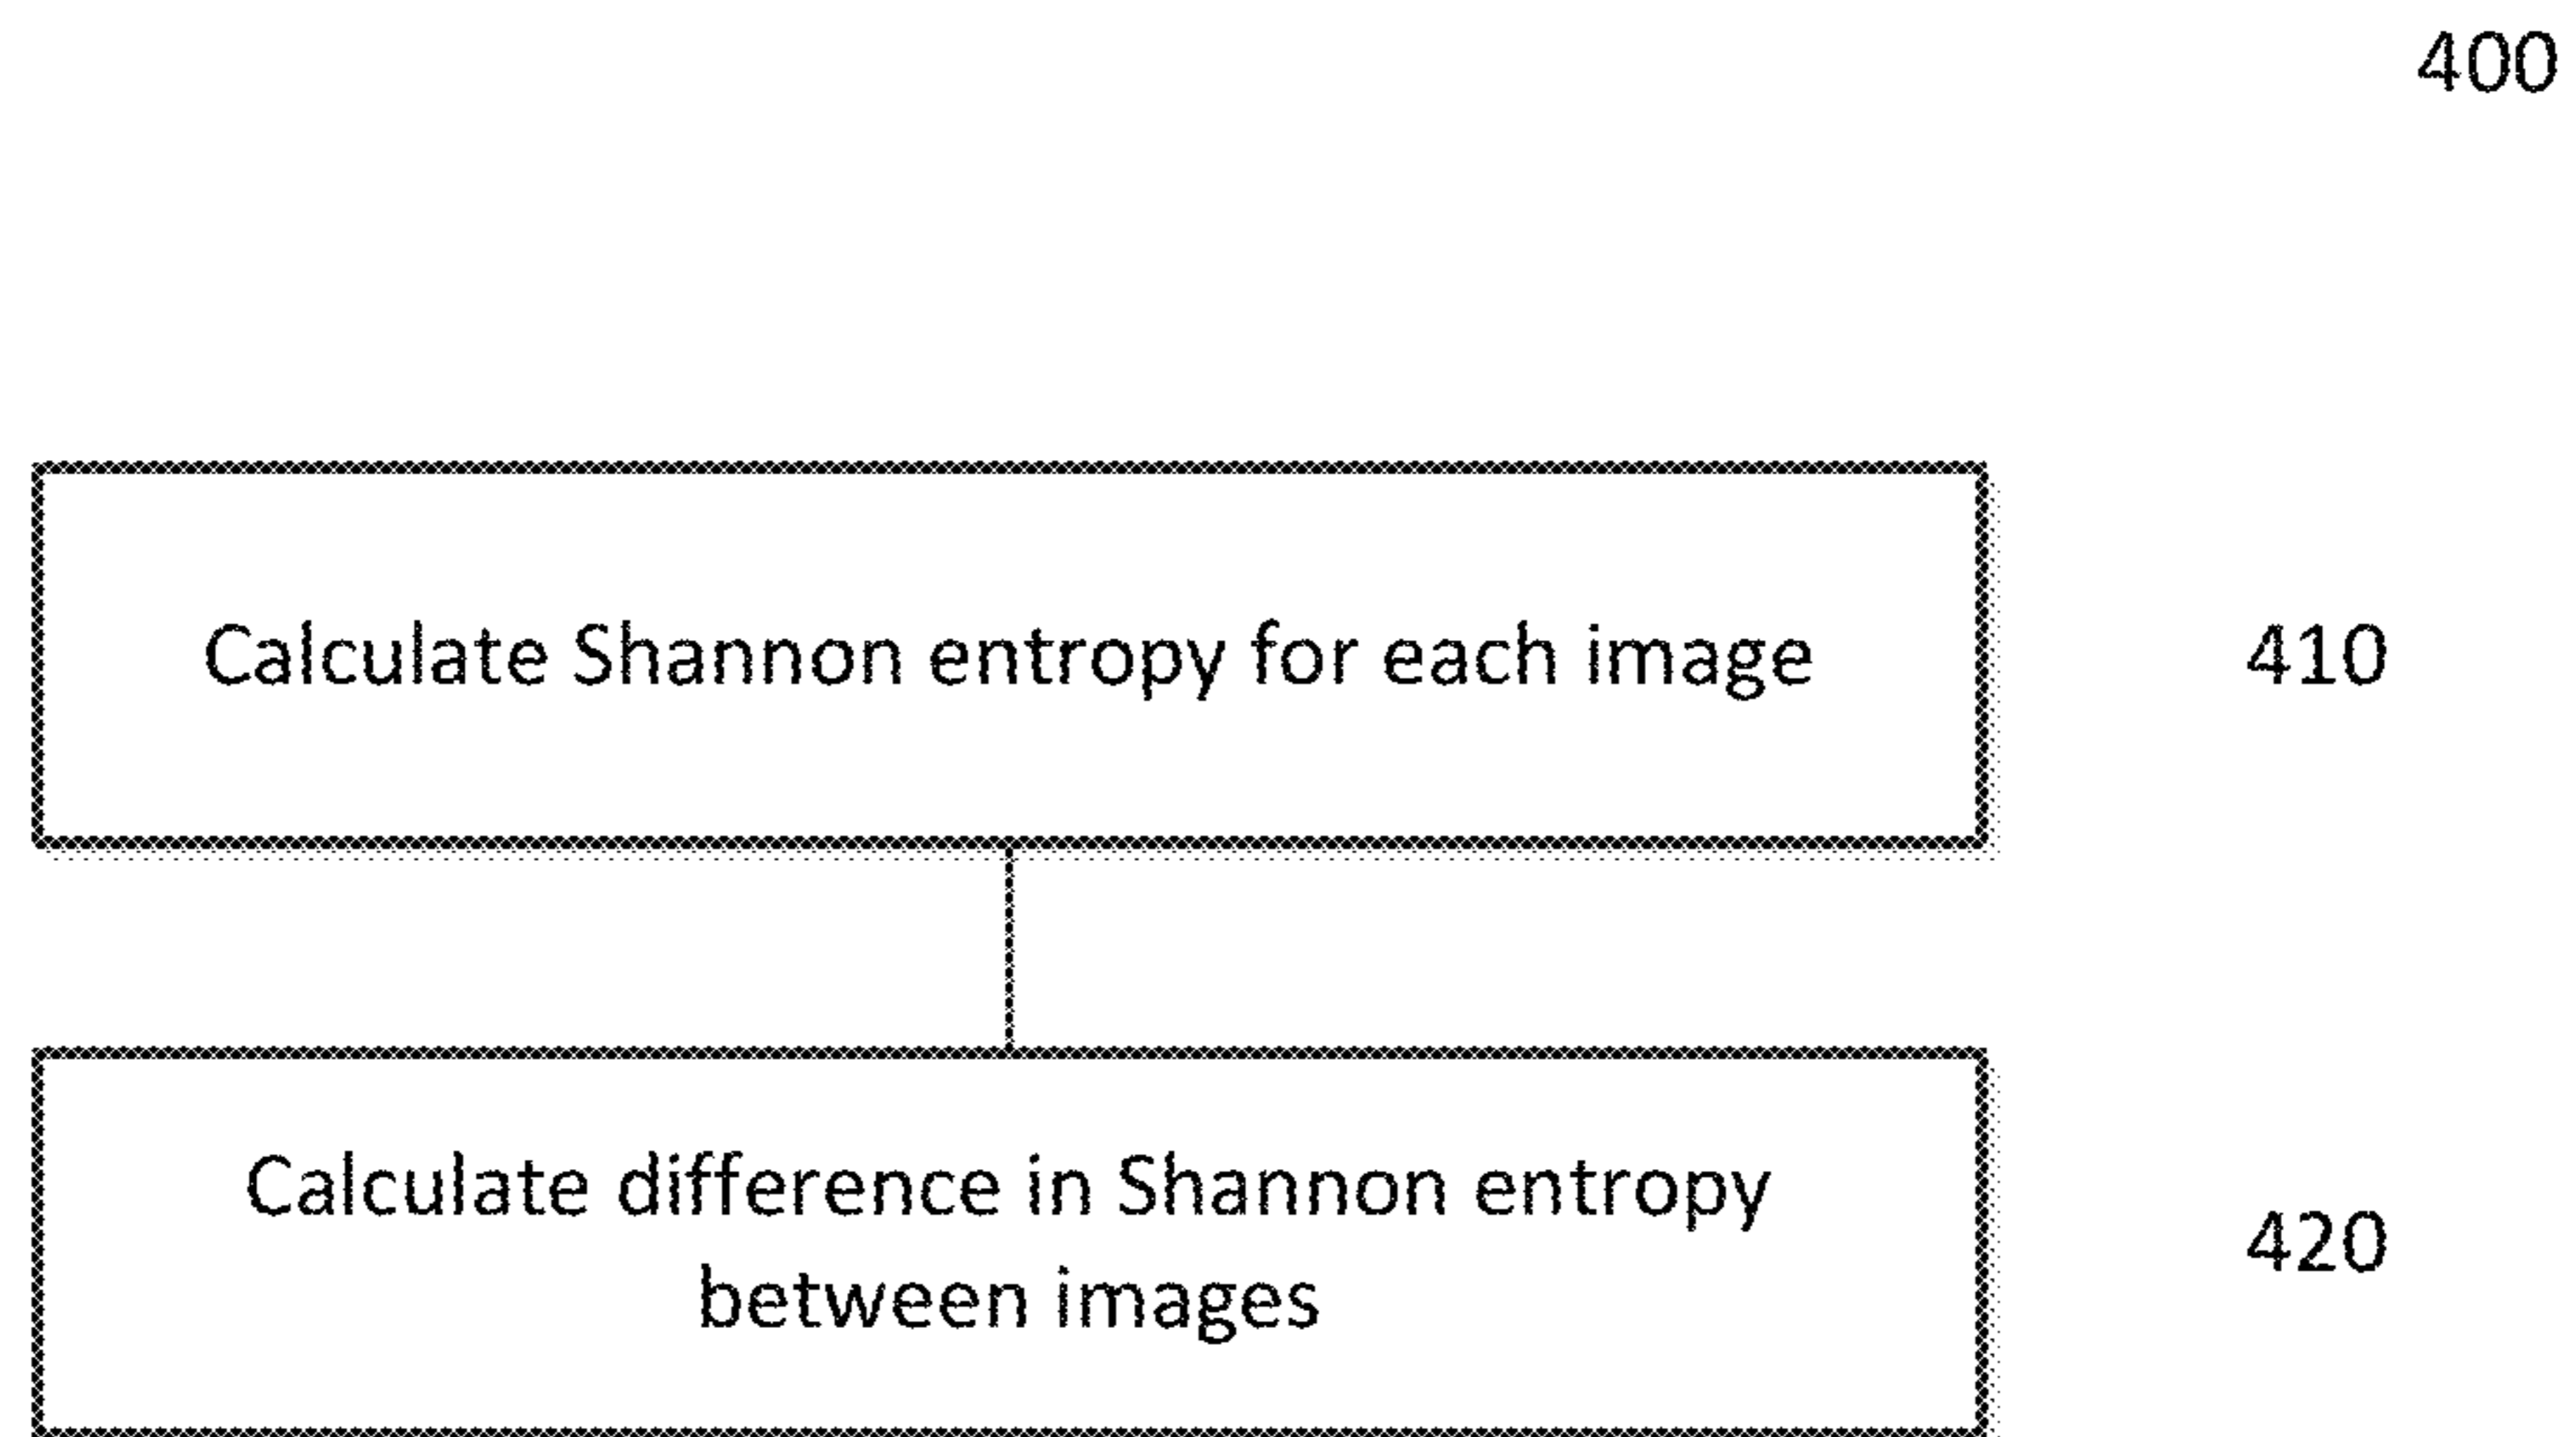 400
Calculate Shannon entropy for each image
410
Calculate difference in Shannon entropy
between images
420